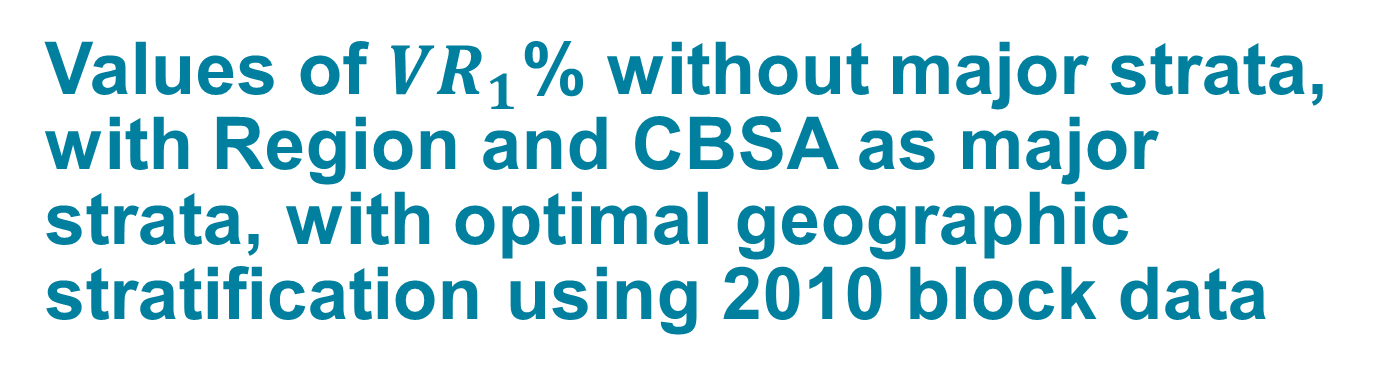 Values of 𝑽𝑹₁% without major strata,
with Region and CBSA as major
strata, with optimal geographic
stratification using 2010 block data